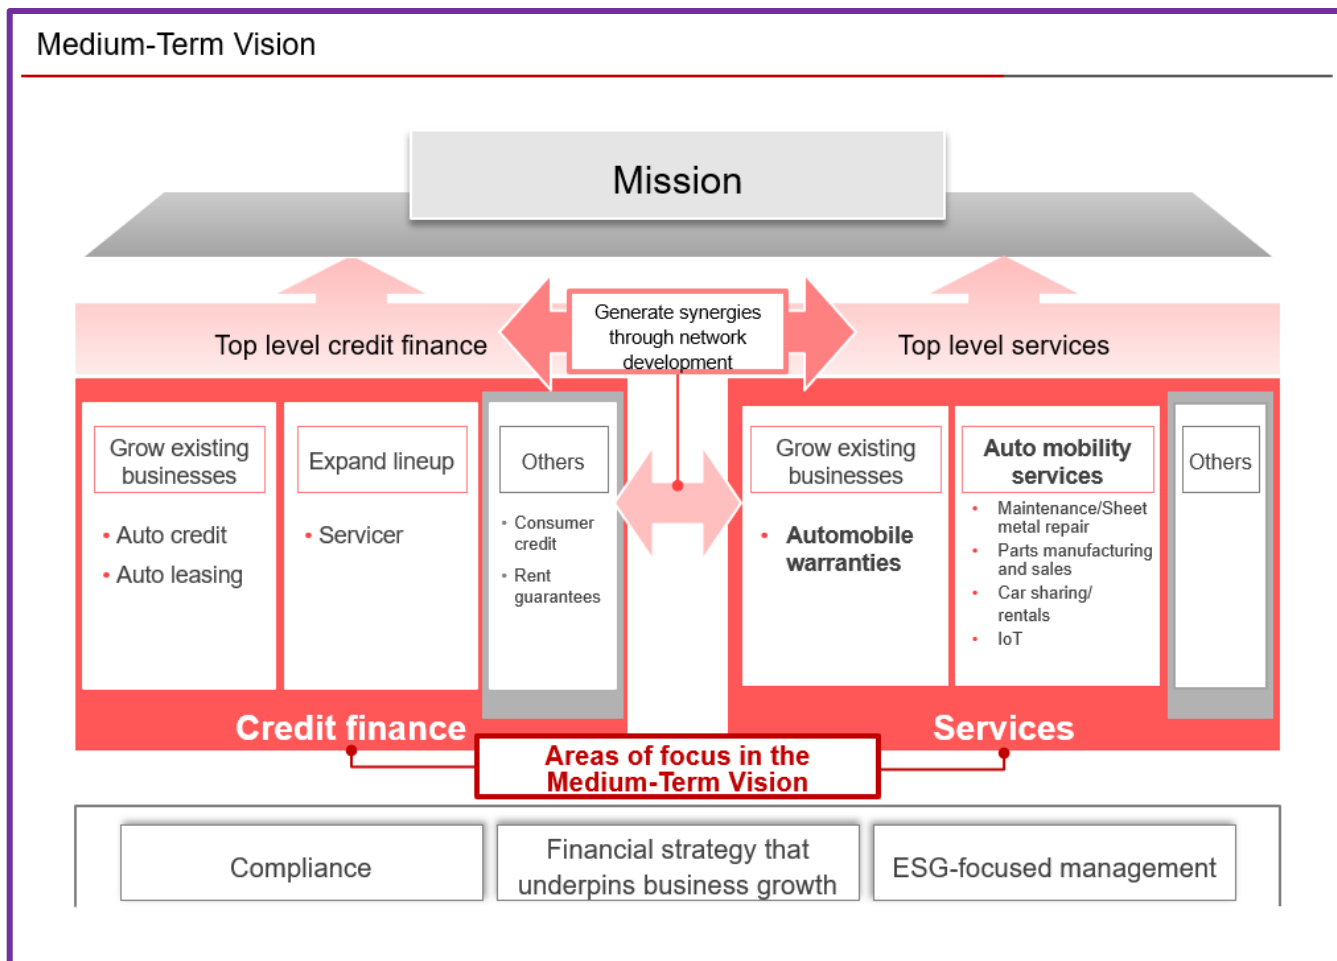 Medium-Term Vision
Mission
Generate synergies
through network
development
Top level credit finance
Top level services
Grow existing
businesses
• Auto credit
• Auto leasing
Expand lineup
• Servicer
Others
• Consumer
credit
• Rent
guarantees
Grow existing
businesses
• Automobile
warranties
Auto mobility
services
• Maintenance/Sheet
metal repair
• Parts manufacturing
and sales
• Car sharing/
rentals
• IoT
Others
Credit finance
Services
Areas of focus in the
Medium-Term Vision
Compliance
Financial strategy that
underpins business growth
ESG-focused management